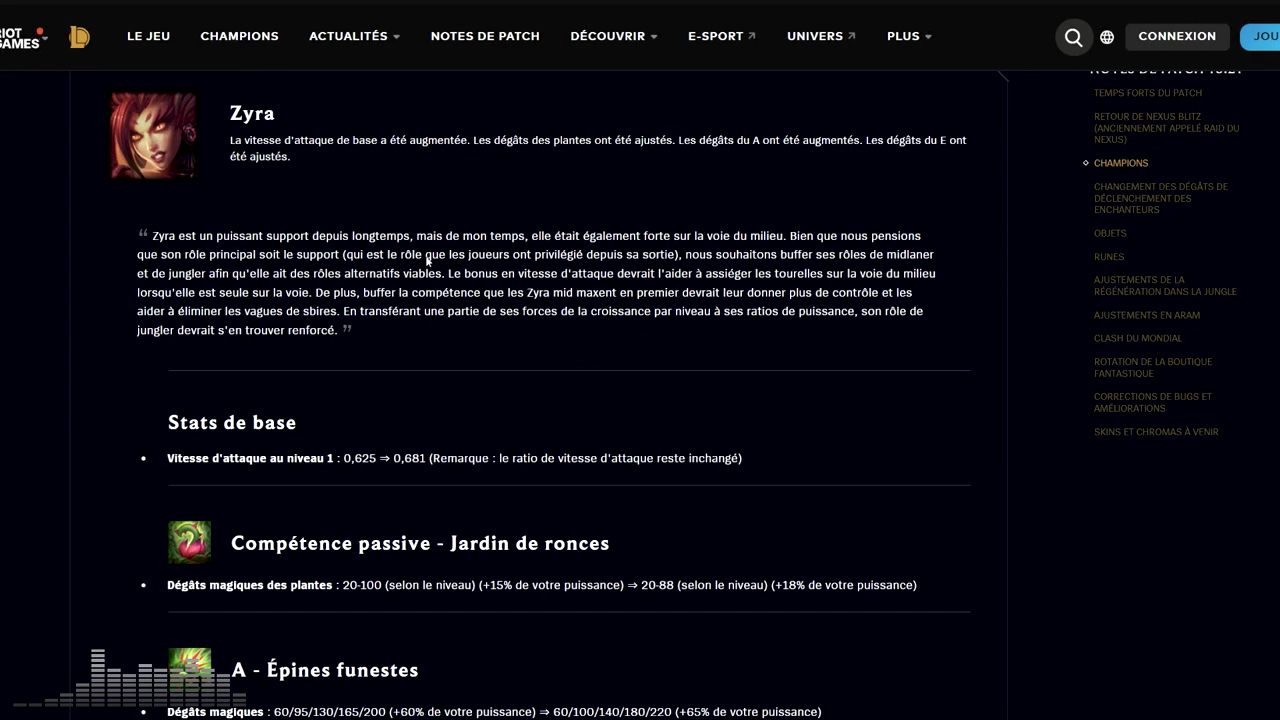 RIOT GAMES
LE JEU
CHAMPIONS
ACTUALITÉS
NOTES DE PATCH
DÉCOUVRIR
E-SPORT
UNIVERS
PLUS
CONNEXION
JOU
Zyra
La vitesse d'attaque de base a été augmentée. Les dégâts des plantes ont été ajustés. Les dégâts du A ont été augmentés. Les dégâts du E ont
été ajustés.
“ Zyra est un puissant support depuis longtemps, mais de mon temps, elle était également forte sur la voie du milieu. Bien que nous pensions
que son rôle principal soit le support (qui est le rôle que les joueurs ont privilégié depuis sa sortie), nous souhaitons buffer ses rôles de midlaner
et de jungler afin qu'elle ait des rôles alternatifs viables. Le bonus en vitesse d'attaque devrait l'aider à assiéger les tourelles sur la voie du milieu
lorsqu'elle est seule sur la voie. De plus, buffer la compétence que les Zyra mid maxent en premier devrait leur donner plus de contrôle et les
aider à éliminer les vagues de sbires. En transférant une partie de ses forces de la croissance par niveau à ses ratios de puissance, son rôle de
jungler devrait s'en trouver renforcé. ”
Stats de base
• Vitesse d'attaque au niveau 1 : 0,625 ⇒ 0,681 (Remarque : le ratio de vitesse d'attaque reste inchangé)
Compétence passive - Jardin de ronces
• Dégâts magiques des plantes : 20-100 (selon le niveau) (+15% de votre puissance) ⇒ 20-88 (selon le niveau) (+18% de votre puissance)
A - Épines funestes
• Dégâts magiques : 60/95/130/165/200 (+60% de votre puissance) ⇒ 60/100/140/180/220 (+65% de votre puissance)
TEMPS FORTS DU PATCH
RETOUR DE NEXUS BLITZ
(ANCIENNEMENT APPELÉ RAID DU
NEXUS)
CHAMPIONS
CHANGEMENT DES DÉGÂTS DE
DÉCLENCHEMENT DES
ENCHANTEURS
OBJETS
RUNES
AJUSTEMENTS DE LA
RÉGÉNÉRATION DANS LA JUNGLE
AJUSTEMENTS EN ARAM
CLASH DU MONDIAL
ROTATION DE LA BOUTIQUE
FANTASTIQUE
CORRECTIONS DE BUGS ET
AMÉLIORATIONS
SKINS ET CHROMAS À VENIR